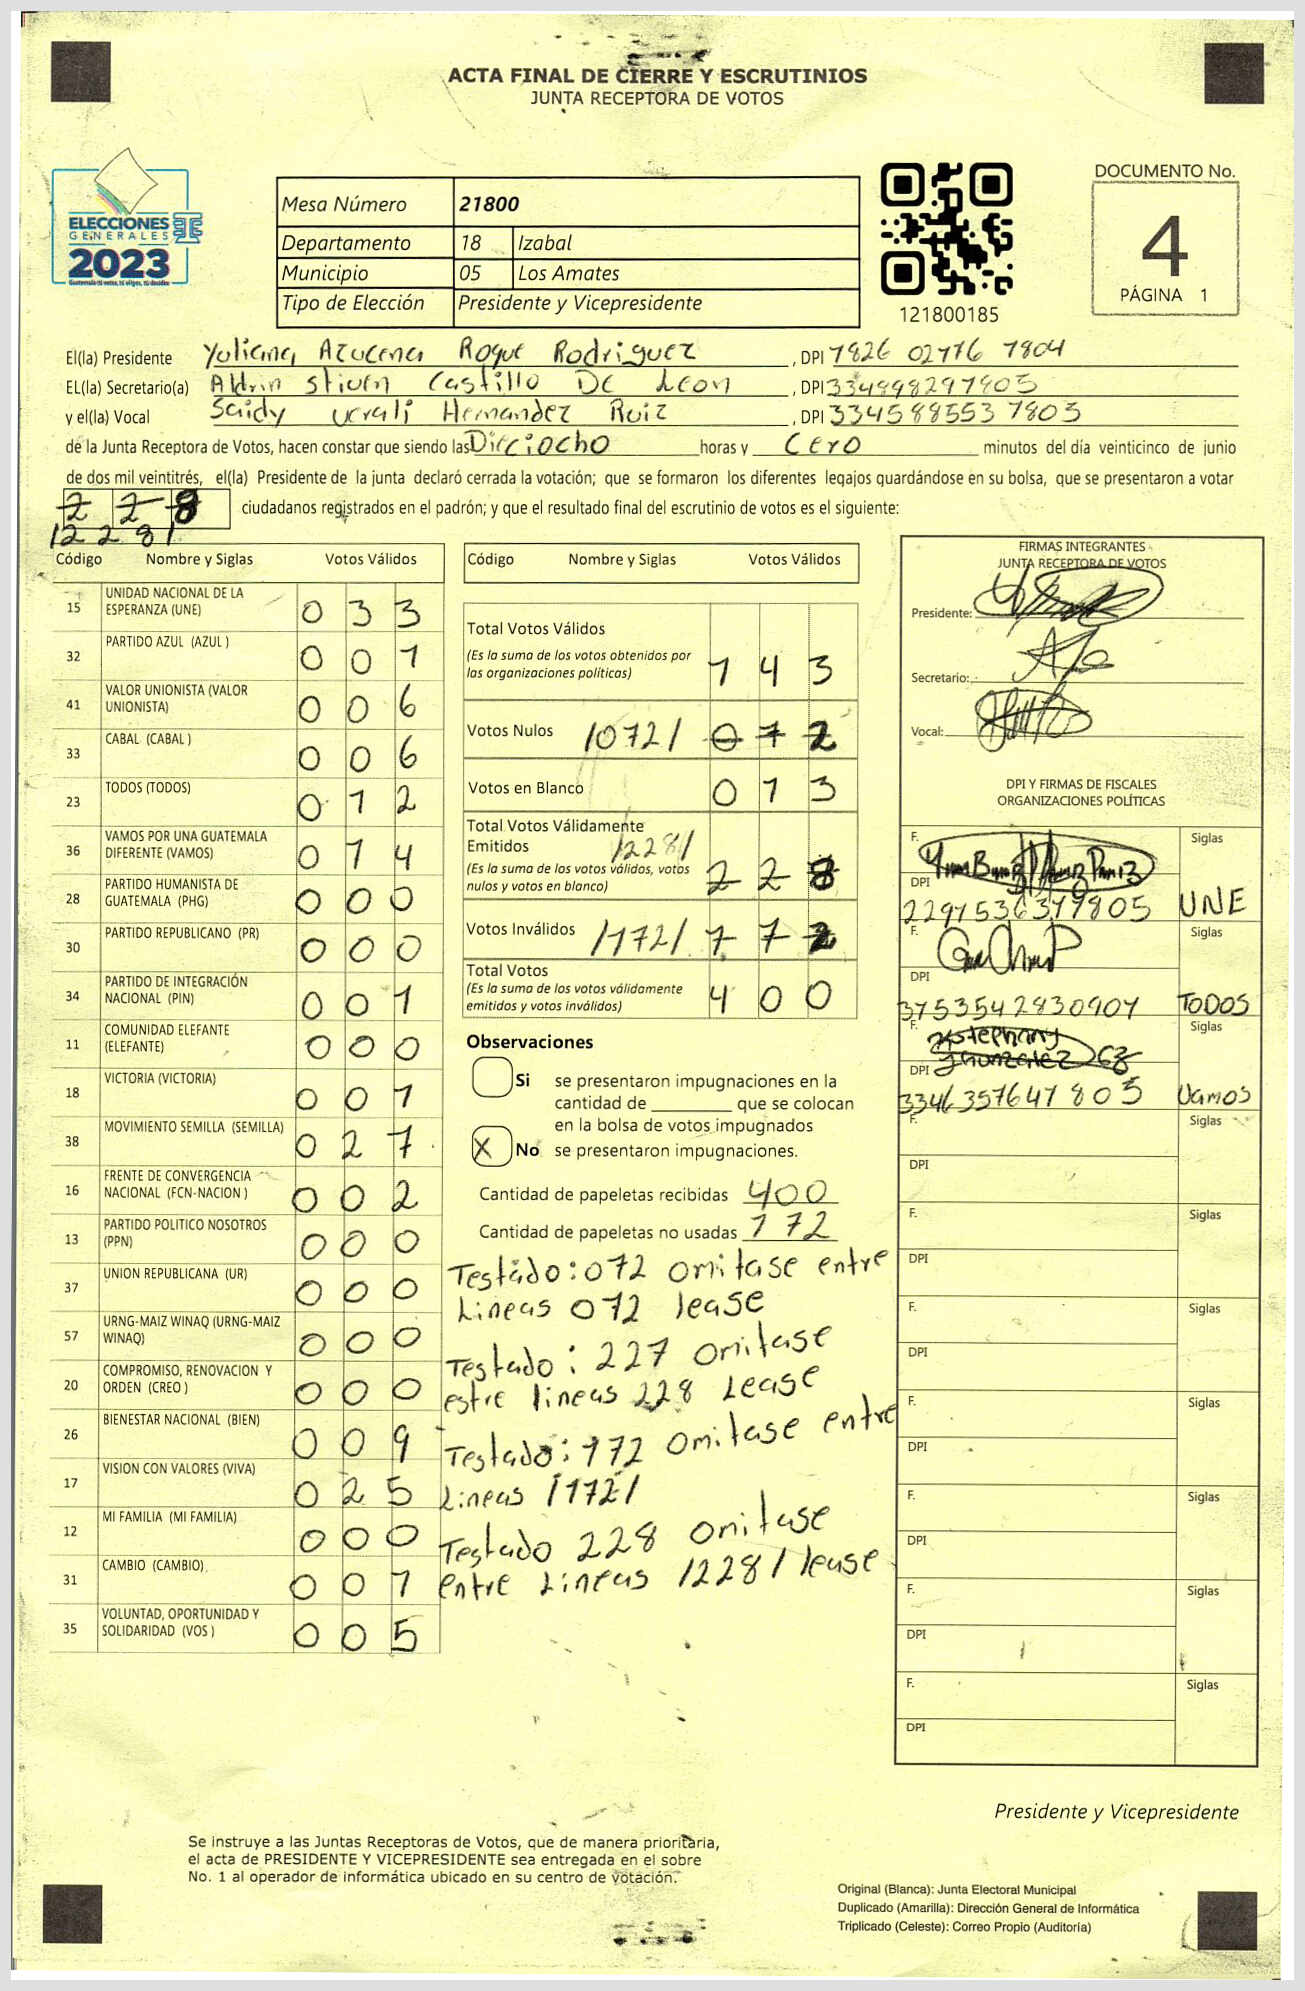 ACTA FINAL DE CIERRE Y ESCRUTINIOS
JUNTA RECEPTORA DE VOTOS
ELECCIONES
GENERALES
2023
Guatemala tú votas, tú eliges, tú decides
Mesa Número 21800
Departamento 18 Izabal
Municipio 05 Los Amates
Tipo de Elección Presidente y Vicepresidente
121800185
DOCUMENTO No.
4
PÁGINA 1
El(la) Presidente Yuliana Azucena Roque Rodriguez, DPI 1826 02776 1804
EL(la) Secretario(a) Aldrin Stiven Castillo De Leon, DPI 334898297805
y el(la) Vocal Saidy Hernandez Ruiz, DPI 3345885537805
de la Junta Receptora de Votos, hacen constar que siendo las Dieciocho horas y cero minutos del día veinticinco de junio
de dos mil veintitrés, el(la) Presidente de la junta declaró cerrada la votación; que se formaron los diferentes legajos guardándose en su bolsa, que se presentaron a votar
2 2 8 ciudadanos registrados en el padrón; y que el resultado final del escrutinio de votos es el siguiente:
/228/
Código Nombre y Siglas Votos Válidos
15 UNIDAD NACIONAL DE LA ESPERANZA (UNE) 0 3 3
32 PARTIDO AZUL (AZUL ) 0 0 1
41 VALOR UNIONISTA (VALOR UNIONISTA) 0 0 6
33 CABAL (CABAL ) 0 0 6
23 TODOS (TODOS) 0 1 2
36 VAMOS POR UNA GUATEMALA DIFERENTE (VAMOS) 0 1 4
28 PARTIDO HUMANISTA DE GUATEMALA (PHG) 0 0 0
30 PARTIDO REPUBLICANO (PR) 0 0 0
34 PARTIDO DE INTEGRACIÓN NACIONAL (PIN) 0 0 1
11 COMUNIDAD ELEFANTE (ELEFANTE) 0 0 0
18 VICTORIA (VICTORIA) 0 0 1
38 MOVIMIENTO SEMILLA (SEMILLA) 0 2 7
16 FRENTE DE CONVERGENCIA NACIONAL (FCN-NACION ) 0 0 2
13 PARTIDO POLITICO NOSOTROS (PPN) 0 0 0
37 UNION REPUBLICANA (UR) 0 0 0
57 URNG-MAIZ WINAQ (URNG-MAIZ WINAQ) 0 0 0
20 COMPROMISO, RENOVACION Y ORDEN (CREO ) 0 0 0
26 BIENESTAR NACIONAL (BIEN) 0 0 9
17 VISION CON VALORES (VIVA) 0 2 5
12 MI FAMILIA (MI FAMILIA) 0 0 0
31 CAMBIO (CAMBIO) 0 0 1
35 VOLUNTAD, OPORTUNIDAD Y SOLIDARIDAD (VOS ) 0 0 5
Código Nombre y Siglas Votos Válidos
Total Votos Válidos
(Es la suma de los votos obtenidos por las organizaciones políticas) 1 4 3
Votos Nulos /072/ 0 7 2
Votos en Blanco 0 1 3
Total Votos Válidamente Emitidos /228/
(Es la suma de los votos válidos, votos nulos y votos en blanco) 2 2 8
Votos Inválidos /172/ 1 7 2
Total Votos
(Es la suma de los votos válidamente emitidos y votos inválidos) 4 0 0
Observaciones
Si se presentaron impugnaciones en la
cantidad de ________ que se colocan
en la bolsa de votos impugnados
X No se presentaron impugnaciones.
Cantidad de papeletas recibidas 400
Cantidad de papeletas no usadas 172
Testado: 072 omitase entre
Lineas 072 lease
Testado: 227 omitase
estre lineas 228 Lease
Testado: 172 omitase entre
Lineas /172/
Testado 228 omitase
entre Lineas /228/ lease
FIRMAS INTEGRANTES
JUNTA RECEPTORA DE VOTOS
Presidente:
Secretario:
Vocal:
DPI Y FIRMAS DE FISCALES
ORGANIZACIONES POLÍTICAS
F. Siglas
DPI 2291536347805 UNE
F. Siglas
DPI 3753542830904 TODOS
F. Siglas
DPI 3346357647805 Vamos
F. Siglas
DPI
F. Siglas
DPI
F. Siglas
DPI
F. Siglas
DPI
F. Siglas
DPI
F. Siglas
DPI
F. Siglas
DPI
Presidente y Vicepresidente
Se instruye a las Juntas Receptoras de Votos, que de manera prioritaria,
el acta de PRESIDENTE Y VICEPRESIDENTE sea entregada en el sobre
No. 1 al operador de informática ubicado en su centro de votación.
Original (Blanca): Junta Electoral Municipal
Duplicado (Amarilla): Dirección General de Informática
Triplicado (Celeste): Correo Propio (Auditoría)